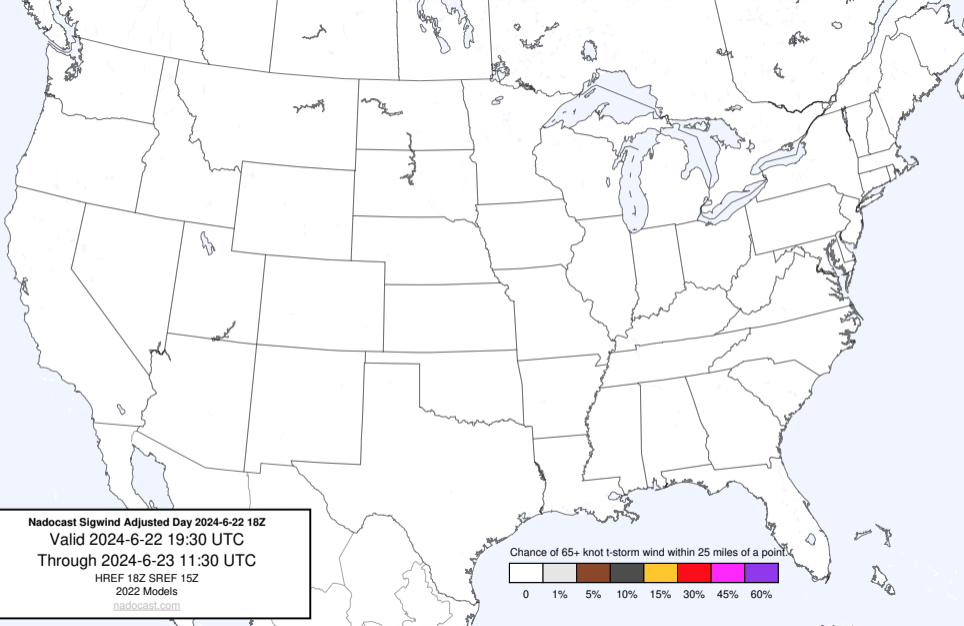 Nadocast Sigwind Adjusted Day 2024-6-22 18Z
Valid 2024-6-22 19:30 UTC
Through 2024-6-23 11:30 UTC
HREF 18Z SREF 15Z
2022 Models
nadocast.com
Chance of 65+ knot t-storm wind within 25 miles of a point.
0 1% 5% 10% 15% 30% 45% 60%